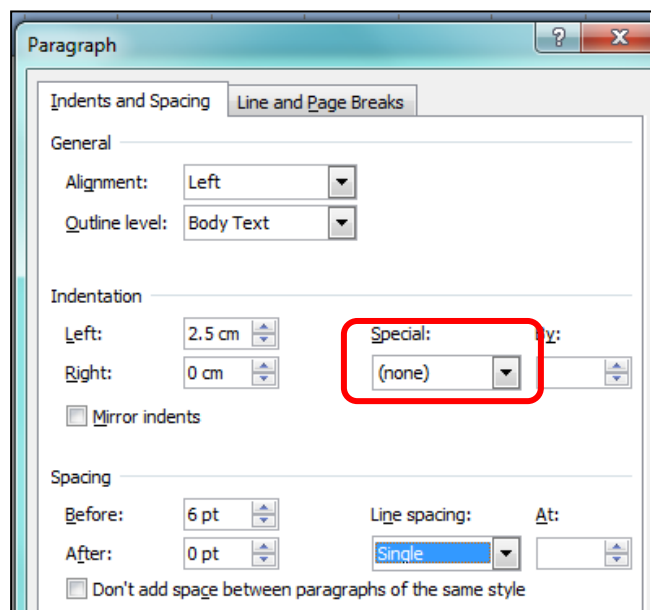 Paragraph ? X
Indents and Spacing Line and Page Breaks
General
Alignment: Left
Outline level: Body Text
Indentation
Left: 2.5 cm Special: By:
Right: 0 cm (none)
Mirror indents
Spacing
Before: 6 pt Line spacing: At:
After: 0 pt Single
Don't add space between paragraphs of the same style